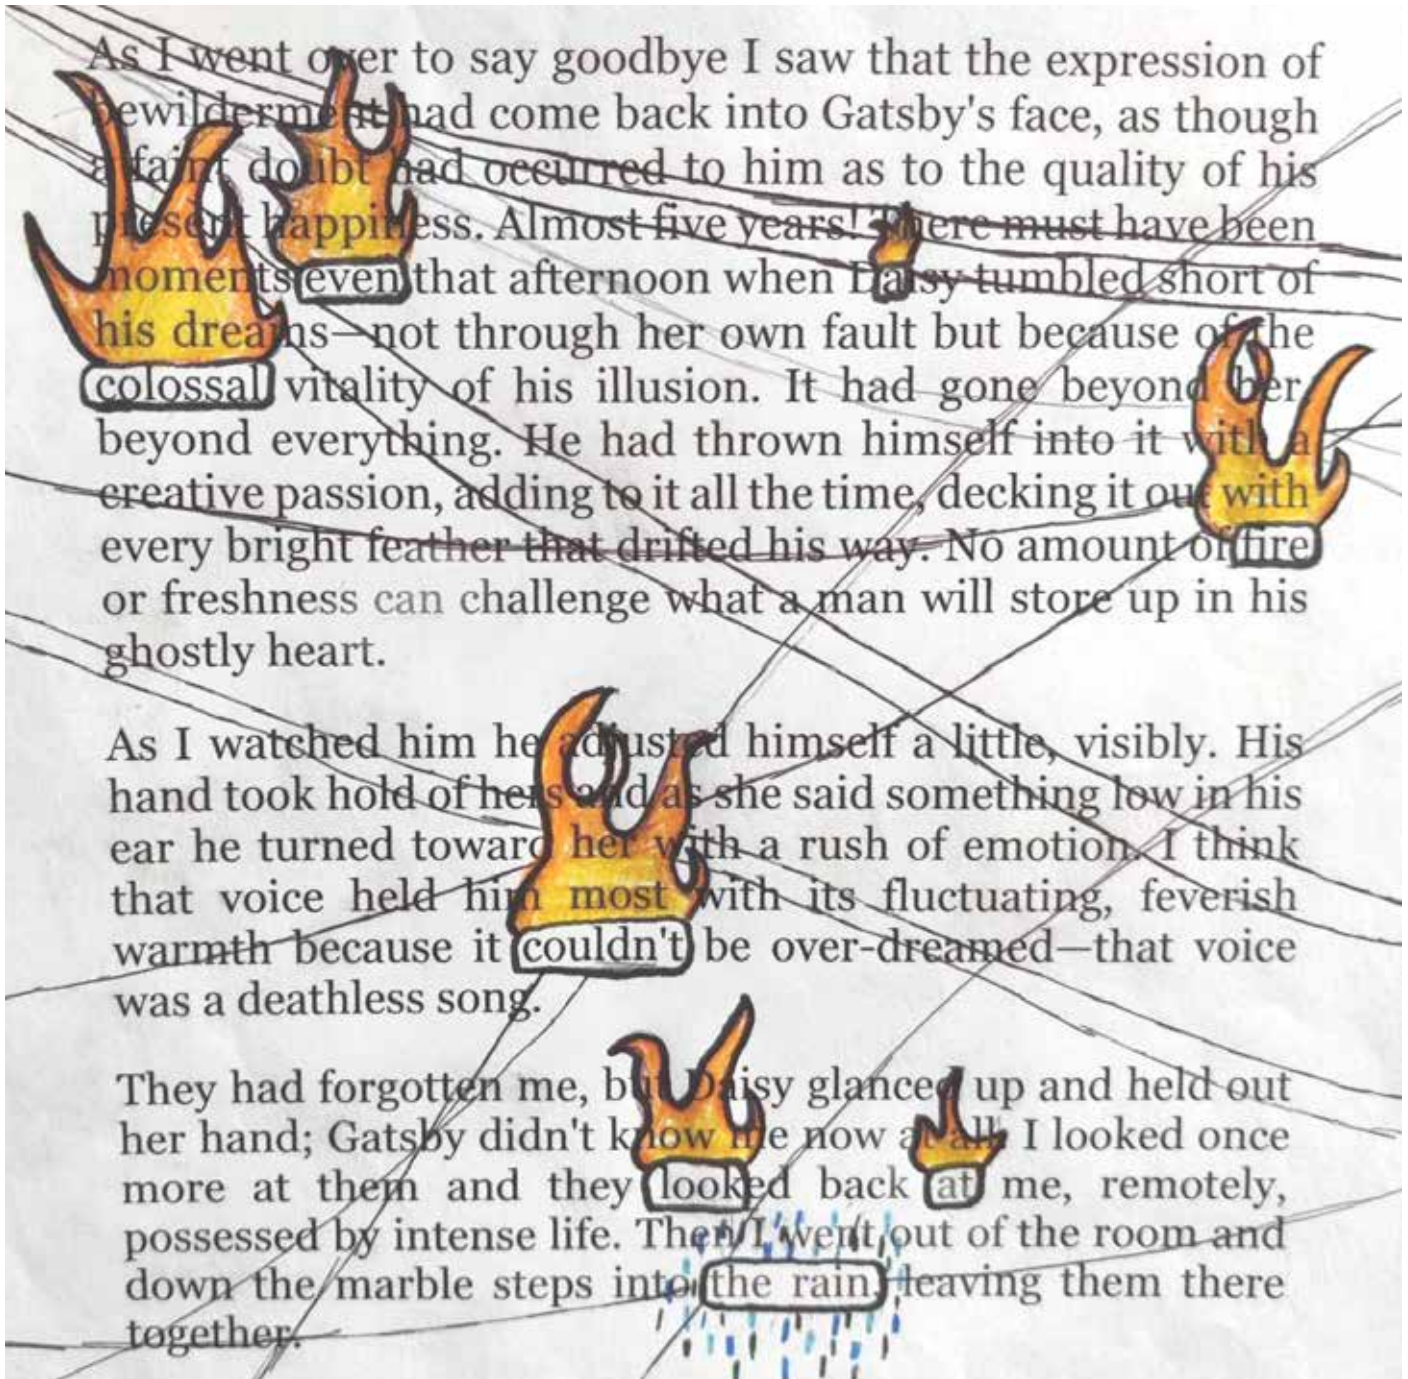 As I went over to say goodbye I saw that the expression of
bewilderment had come back into Gatsby's face, as though
a faint doubt had occurred to him as to the quality of his
present happiness. Almost five years! There must have been
moments even that afternoon when Daisy tumbled short of
his dreams—not through her own fault but because of the
colossal vitality of his illusion. It had gone beyond her,
beyond everything. He had thrown himself into it with a
creative passion, adding to it all the time, decking it out with
every bright feather that drifted his way. No amount of fire
or freshness can challenge what a man will store up in his
ghostly heart.
As I watched him he adjusted himself a little, visibly. His
hand took hold of hers and as she said something low in his
ear he turned toward her with a rush of emotion. I think
that voice held him most with its fluctuating, feverish
warmth because it couldn't be over-dreamed—that voice
was a deathless song.
They had forgotten me, but Daisy glanced up and held out
her hand; Gatsby didn't know me now at all. I looked once
more at them and they looked back at me, remotely,
possessed by intense life. Then I went out of the room and
down the marble steps into the rain, leaving them there
together.